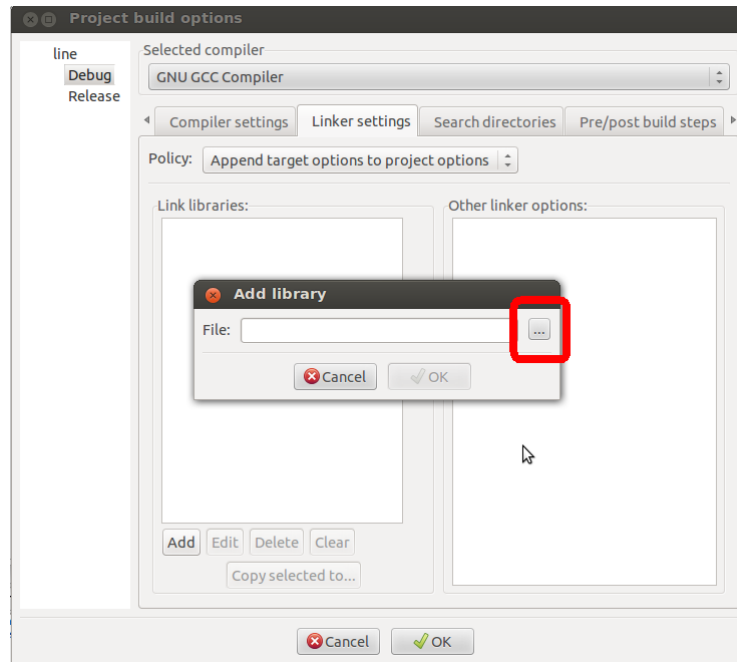 Project build options
line
Debug
Release
Selected compiler
GNU GCC Compiler
Compiler settings
Linker settings
Search directories
Pre/post build steps
Policy:
Append target options to project options
Link libraries:
Other linker options:
Add library
File:
...
Cancel
OK
Add
Edit
Delete
Clear
Copy selected to...
Cancel
OK